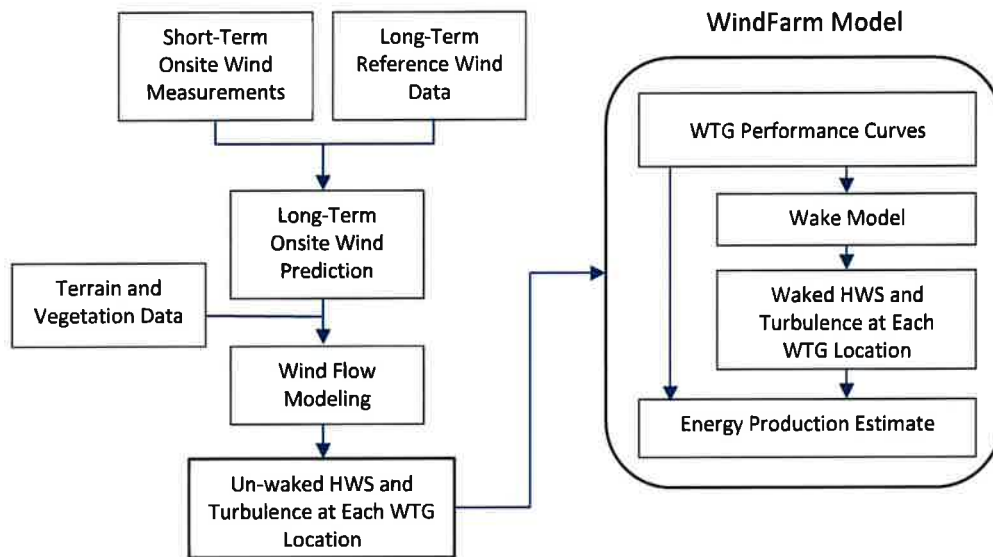 Short-Term
Onsite Wind
Measurements
Long-Term
Reference Wind
Data
Long-Term
Onsite Wind
Prediction
Terrain and
Vegetation Data
Wind Flow
Modeling
Un-waked HWS and
Turbulence at Each WTG
Location
WindFarm Model
WTG Performance Curves
Wake Model
Waked HWS and
Turbulence at Each
WTG Location
Energy Production Estimate